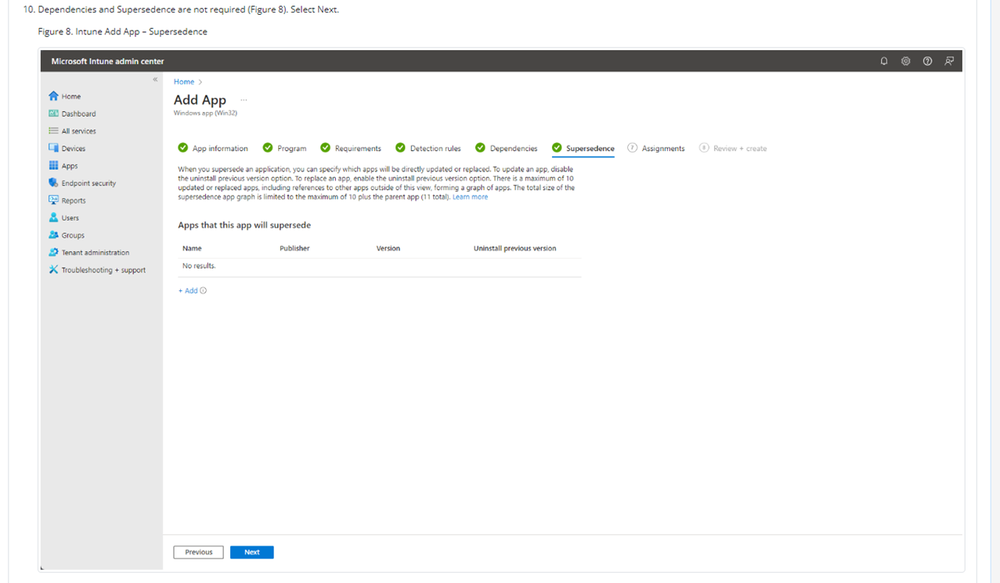 10. Dependencies and Supersedence are not required (Figure 8). Select Next.
Figure 8. Intune Add App – Supersedence
Microsoft Intune admin center
«
Home >
Add App ...
Windows app (Win32)
Home
Dashboard
All services
Devices
Apps
Endpoint security
Reports
Users
Groups
Tenant administration
Troubleshooting + support
App information Program Requirements Detection rules Dependencies Supersedence 7 Assignments 8 Review + create
When you supersede an application, you can specify which apps will be directly updated or replaced. To update an app, disable
the uninstall previous version option. To replace an app, enable the uninstall previous version option. There is a maximum of 10
updated or replaced apps, including references to other apps outside of this view, forming a graph of apps. The total size of the
supersedence app graph is limited to the maximum of 10 plus the parent app (11 total). Learn more
Apps that this app will supersede
Name Publisher Version Uninstall previous version
No results.
+ Add
Previous Next